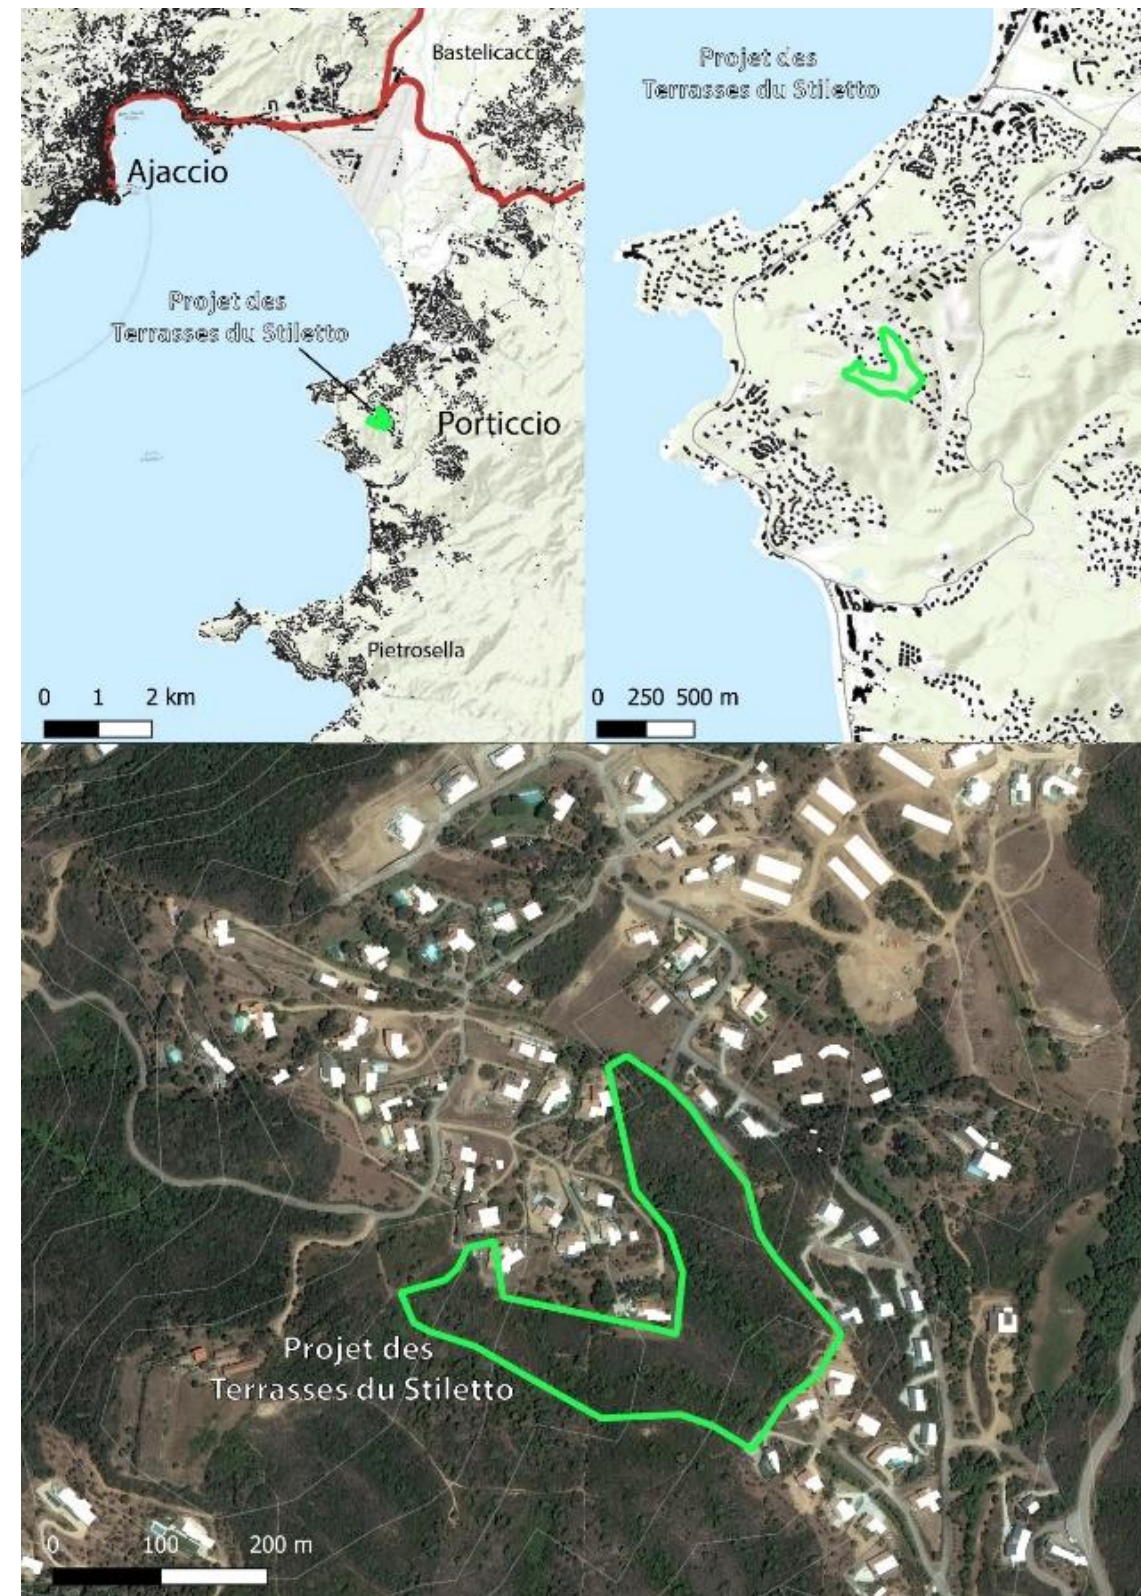 Bastelicaccia
Ajaccio
Projet des
Terrasses du Stiletto
Porticcio
Pietrosella
0 1 2 km
Projet des
Terrasses du Stiletto
0 250 500 m
Projet des
Terrasses du Stiletto
0 100 200 m